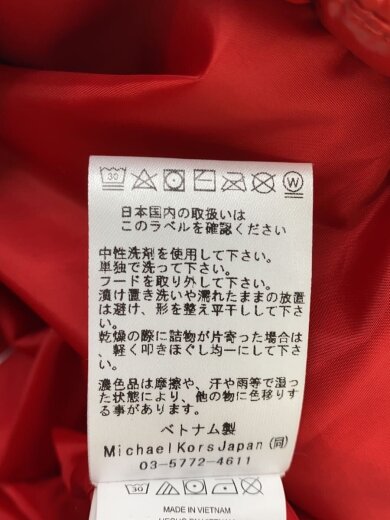 30 W
日本国内の取扱いは
このラベルを確認ください
中性洗剤を使用して下さい。
単独で洗って下さい。
フードを取り外して下さい。
漬け置き洗いや濡れたままの放置
は避け、形を整え平干しして下さ
い。
乾燥の際に詰物が片寄った場合は
、軽く叩きほぐし均一にして下さ
い。
濃色品は摩擦や、汗や雨等で湿っ
た状態により、他の物に色移りす
る事があります。
ベトナム製
MichaelKorsJapan(同)
03-5772-4611
30
MADE IN VIETNAM